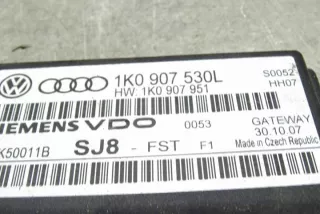 1K0 907 530L S0052
HW: 1K0 907 951 HH07
IEMENS VDO 0053 GATEWAY
K50011B SJ8 - FST F1 30.10.07
Made in Czech Republic